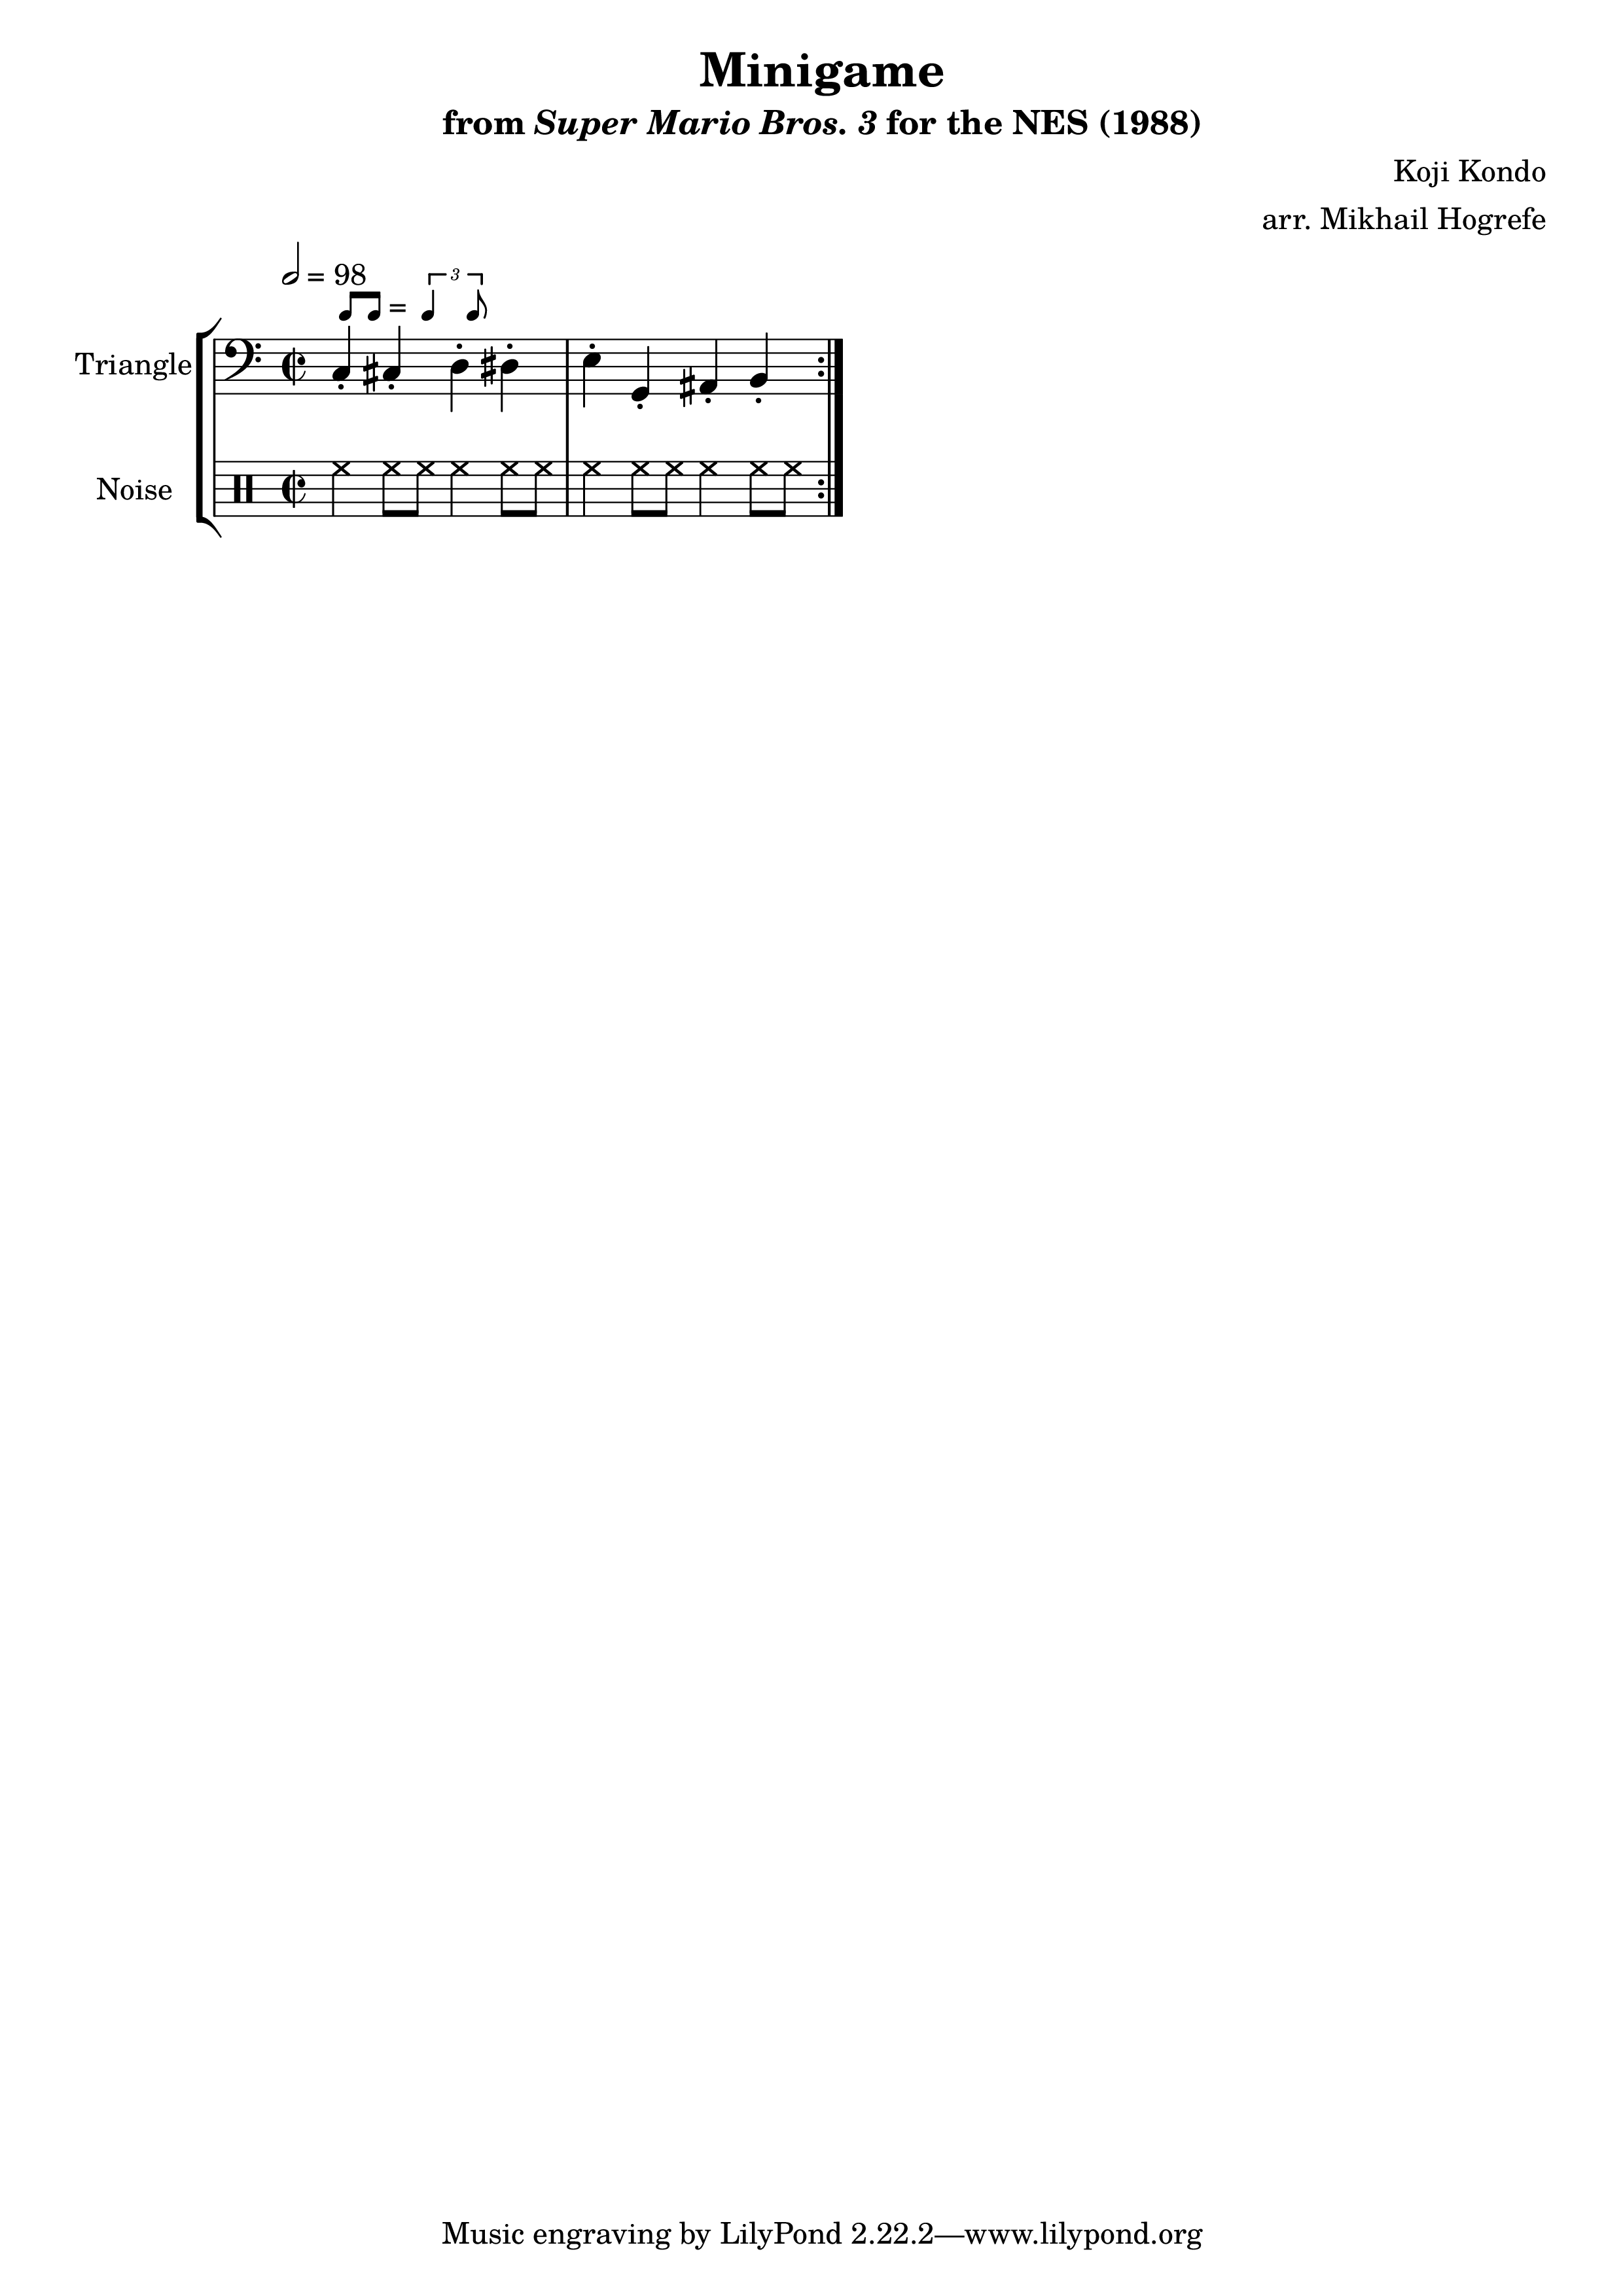 Minigame
from Super Mario Bros. 3 for the NES (1988)
Koji Kondo
arr. Mikhail Hogrefe
= 98
= 3
Triangle
Noise
Music engraving by LilyPond 2.22.2—www.lilypond.org